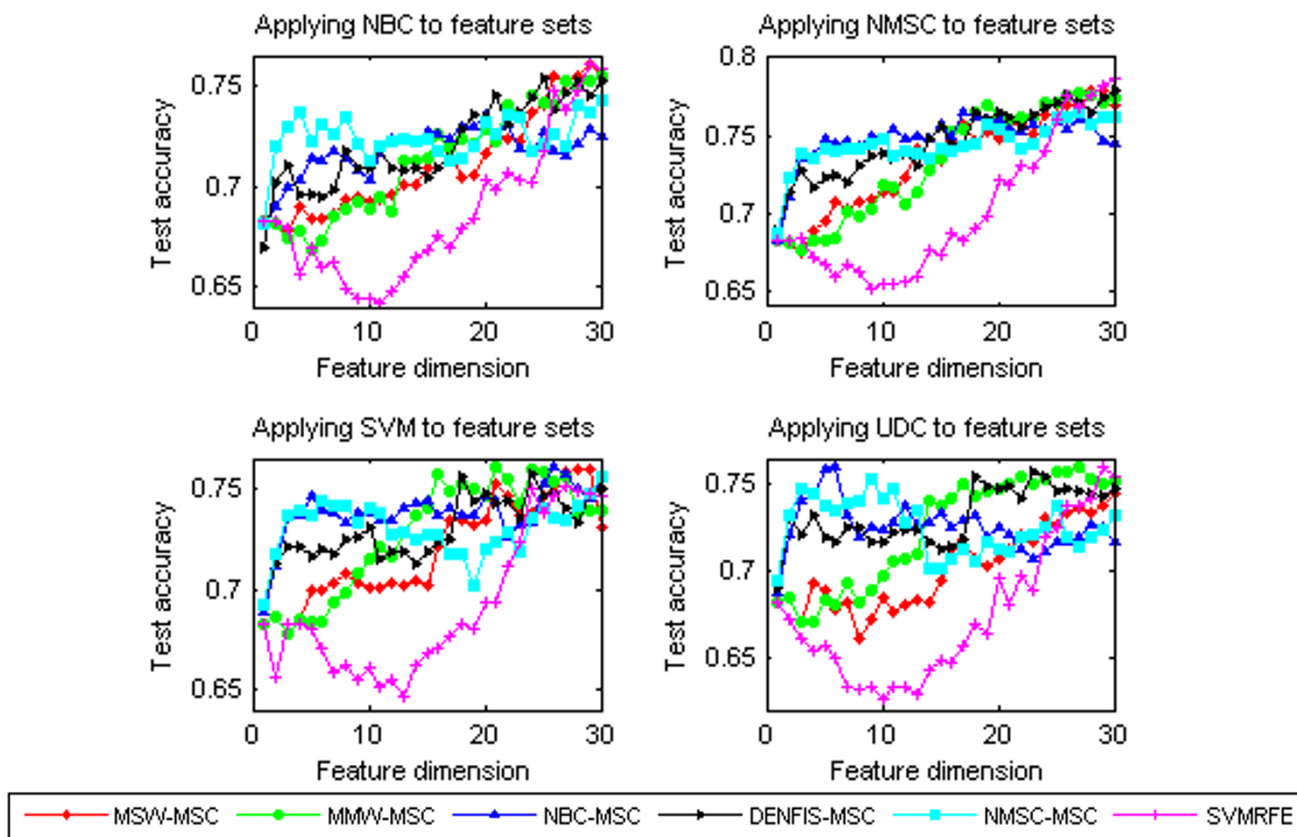 Applying NBC to feature sets
Test accuracy
0.75
0.7
0.65
0 10 20 30
Feature dimension
Applying NMSC to feature sets
Test accuracy
0.8
0.75
0.7
0.65
0 10 20 30
Feature dimension
Applying SVM to feature sets
Test accuracy
0.75
0.7
0.65
0 10 20 30
Feature dimension
Applying UDC to feature sets
Test accuracy
0.75
0.7
0.65
0 10 20 30
Feature dimension
MSW-MSC MMW-MSC NBC-MSC DENFIS-MSC NMSC-MSC SVMRFE